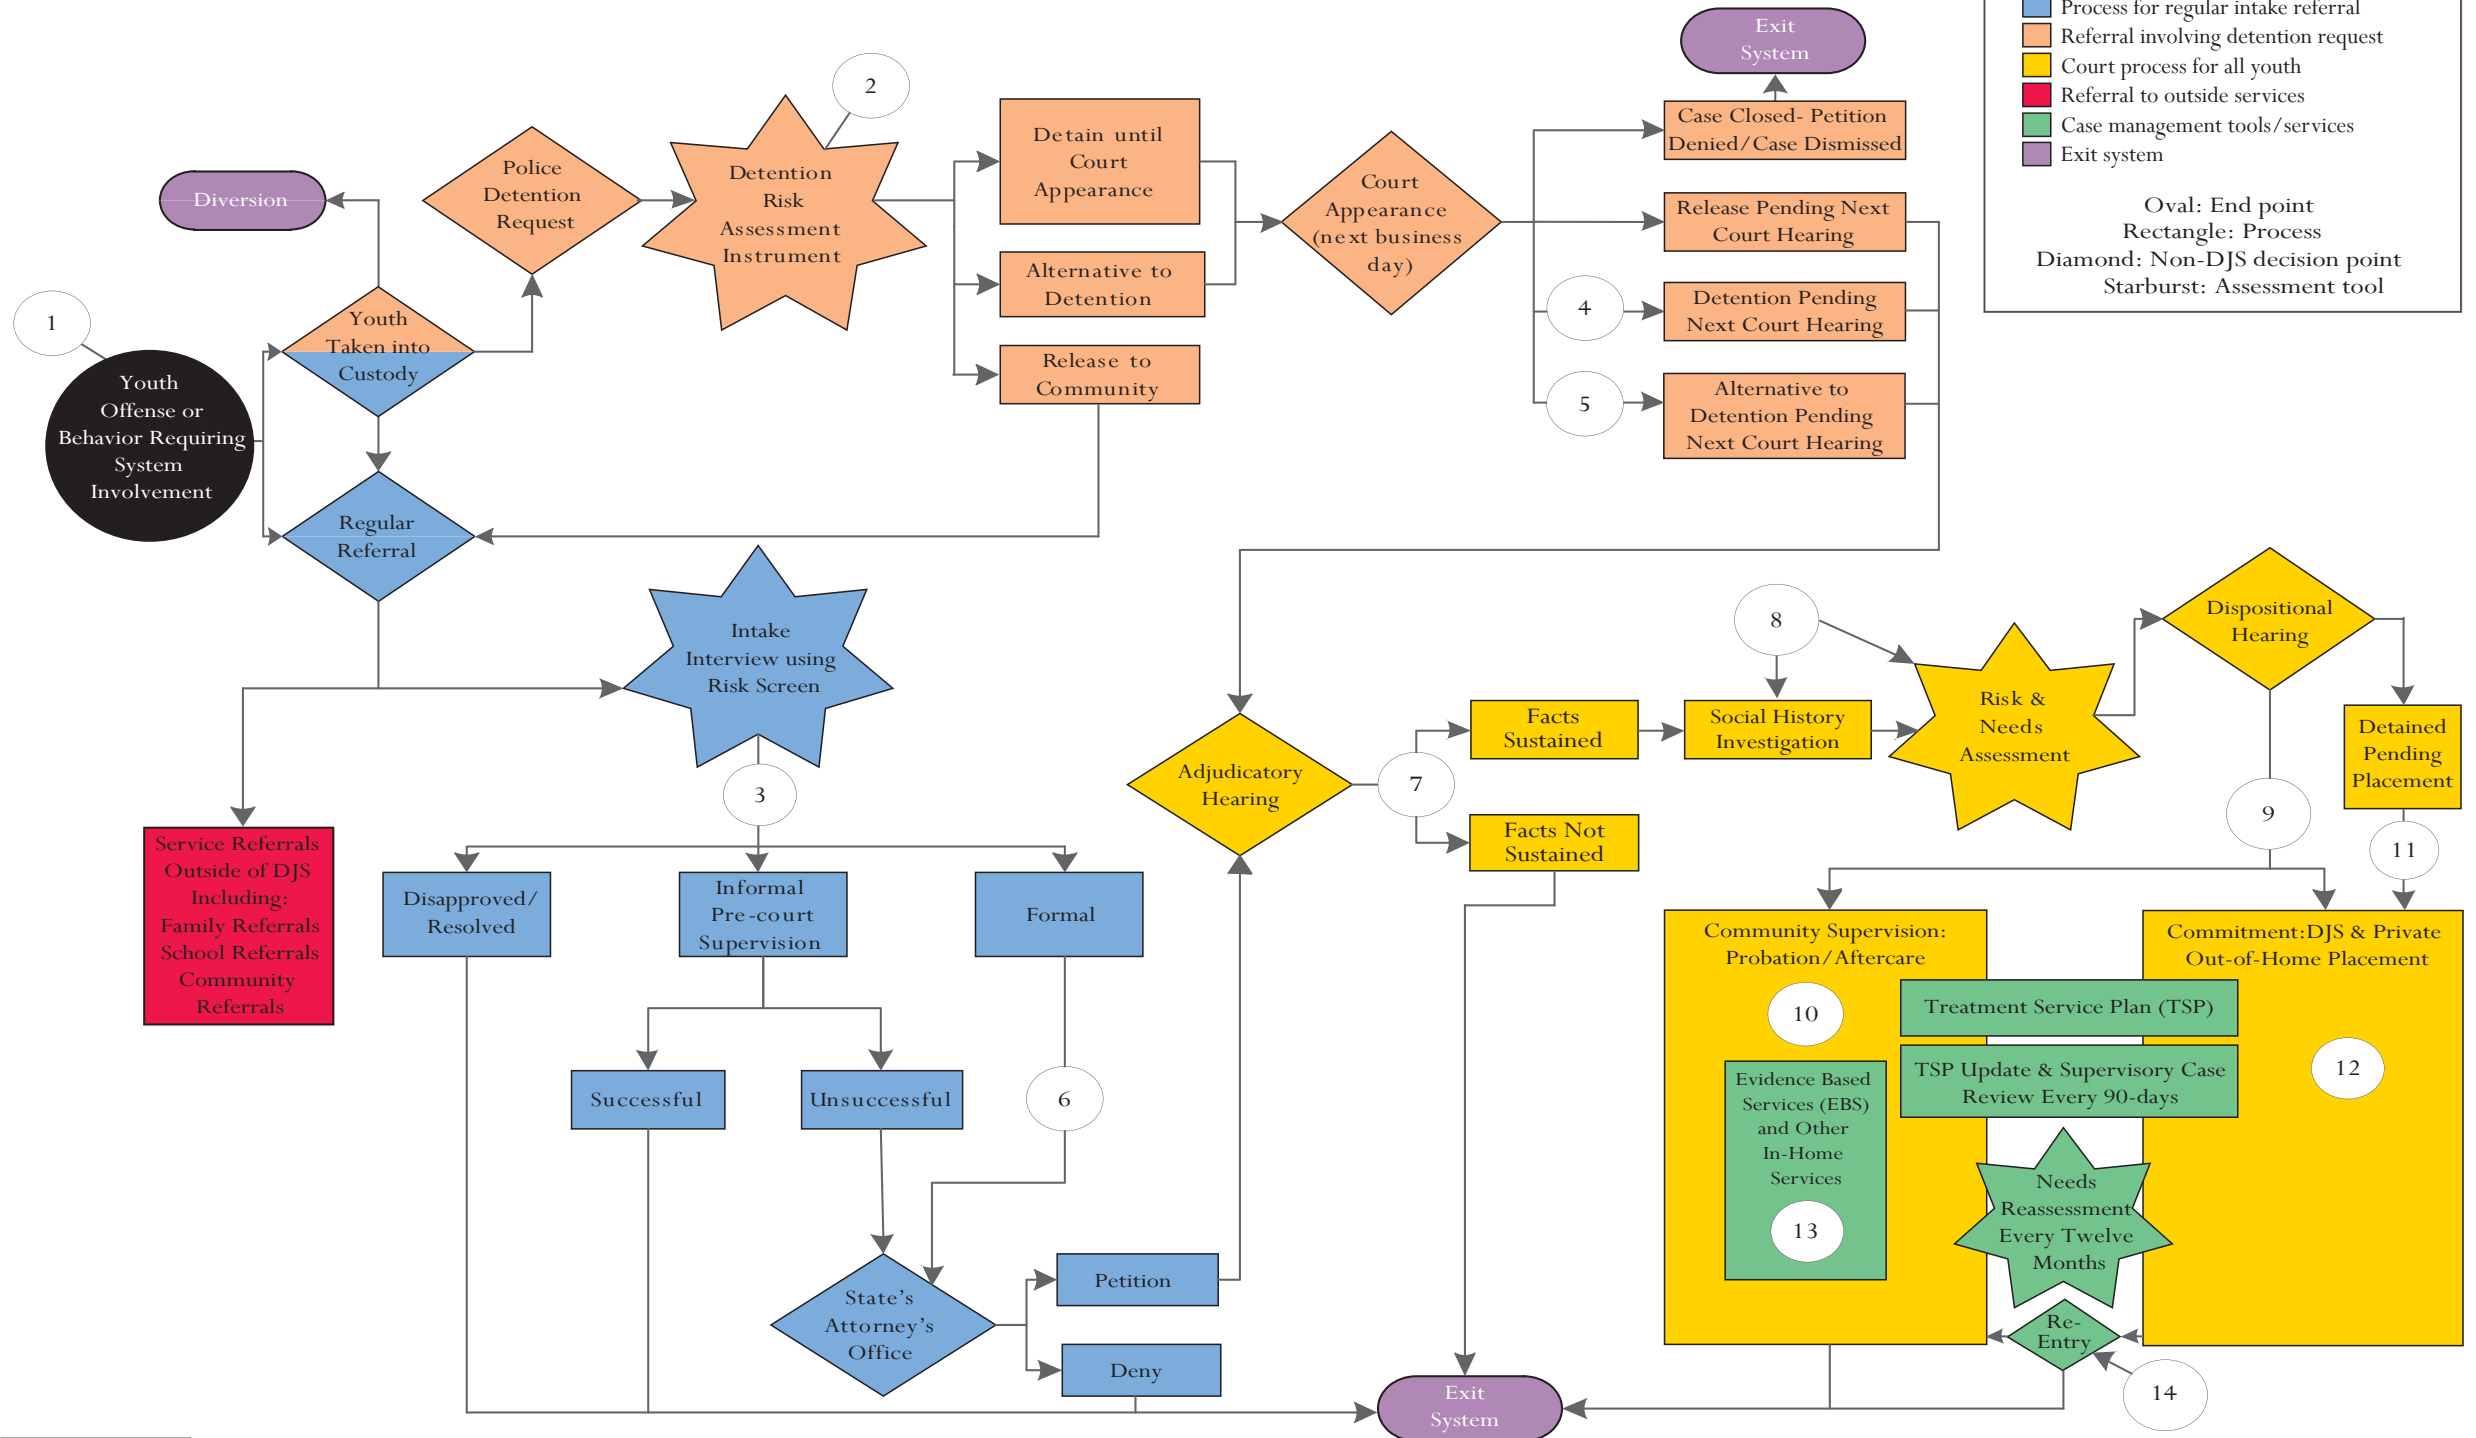 Process for regular intake referral
Referral involving detention request
Court process for all youth
Referral to outside services
Case management tools/services
Exit system
Oval: End point
Rectangle: Process
Diamond: Non-DJS decision point
Starburst: Assessment tool
Exit
System
2
Case Closed- Petition
Denied/Case Dismissed
Detain until
Court
Appearance
Police
Detention
Request
Detention
Risk
Assessment
Instrument
Diversion
Court
Appearance
(next business
day)
Release Pending Next
Court Hearing
Alternative to
Detention
4
Detention Pending
Next Court Hearing
1
Youth
Taken into
Custody
Release to
Community
5
Alternative to
Detention Pending
Next Court Hearing
Youth
Offense or
Behavior Requiring
System
Involvement
Regular
Referral
Intake
Interview using
Risk Screen
3
8
Dispositional
Hearing
Risk &
Needs
Assessment
Facts
Sustained
Social History
Investigation
Detained
Pending
Placement
Adjudicatory
Hearing
7
Facts Not
Sustained
9
11
Service Referrals
Outside of DJS
Including:
Family Referrals
School Referrals
Community
Referrals
Disapproved/
Resolved
Informal
Pre-court
Supervision
Formal
Successful
Unsuccessful
6
Community Supervision:
Probation/Aftercare
10
Commitment:DJS & Private
Out-of-Home Placement
Treatment Service Plan (TSP)
TSP Update & Supervisory Case
Review Every 90-days
12
Evidence Based
Services (EBS)
and Other
In-Home
Services
13
Needs
Reassessment
Every Twelve
Months
State's
Attorney's
Office
Petition
Deny
Re-
Entry
14
Exit
System